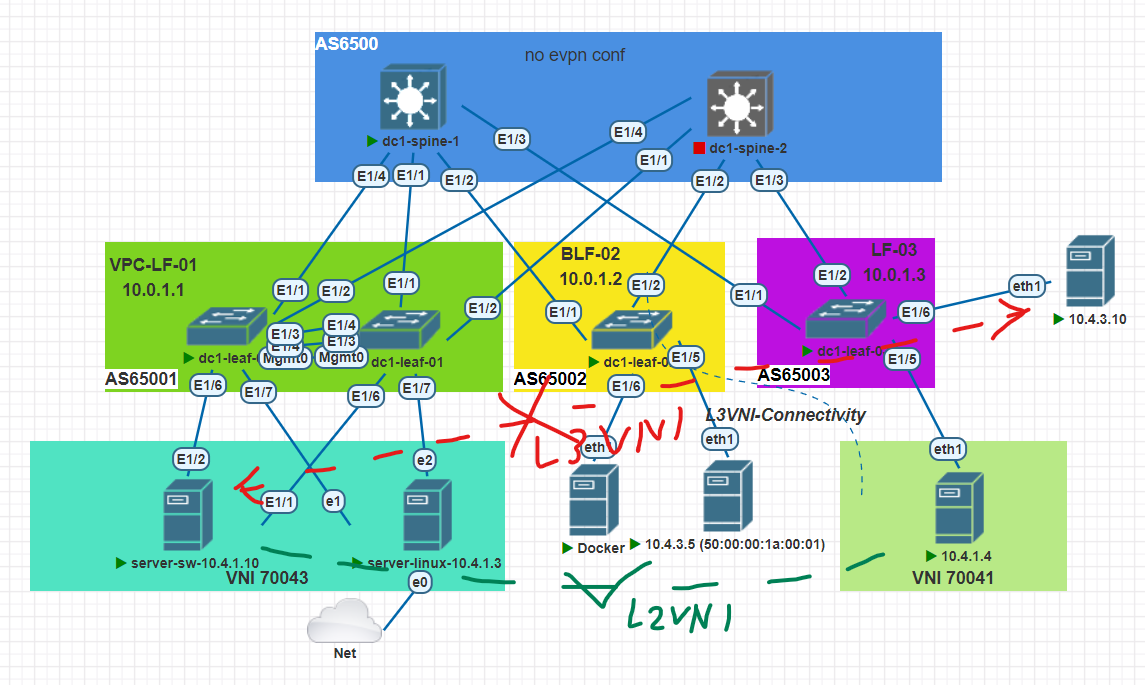 AS6500
no evpn conf
dc1-spine-1
dc1-spine-2
E1/3
E1/4
E1/1
E1/4
E1/1
E1/2
E1/2
E1/3
VPC-LF-01
10.0.1.1
BLF-02
10.0.1.2
LF-03
10.0.1.3
E1/1
E1/2
E1/1
E1/2
E1/1
E1/2
E1/1
E1/2
E1/3
E1/4
E1/4
E1/3
Mgmt0
Mgmt0
dc1-leaf-
dc1-leaf-01
dc1-leaf-0
dc1-leaf-0
E1/5
E1/6
E1/5
eth1
10.4.3.10
AS65001
AS65002
AS65003
E1/6
E1/7
E1/6
E1/7
E1/6
L3VNI-Connectivity
L3-VNI
E1/2
e2
eth
eth1
eth1
E1/1
e1
server-sw-10.4.1.10
server-linux-10.4.1.3
Docker
10.4.3.5 (50:00:00:1a:00:01)
10.4.1.4
VNI 70043
VNI 70041
e0
L2VNI
Net